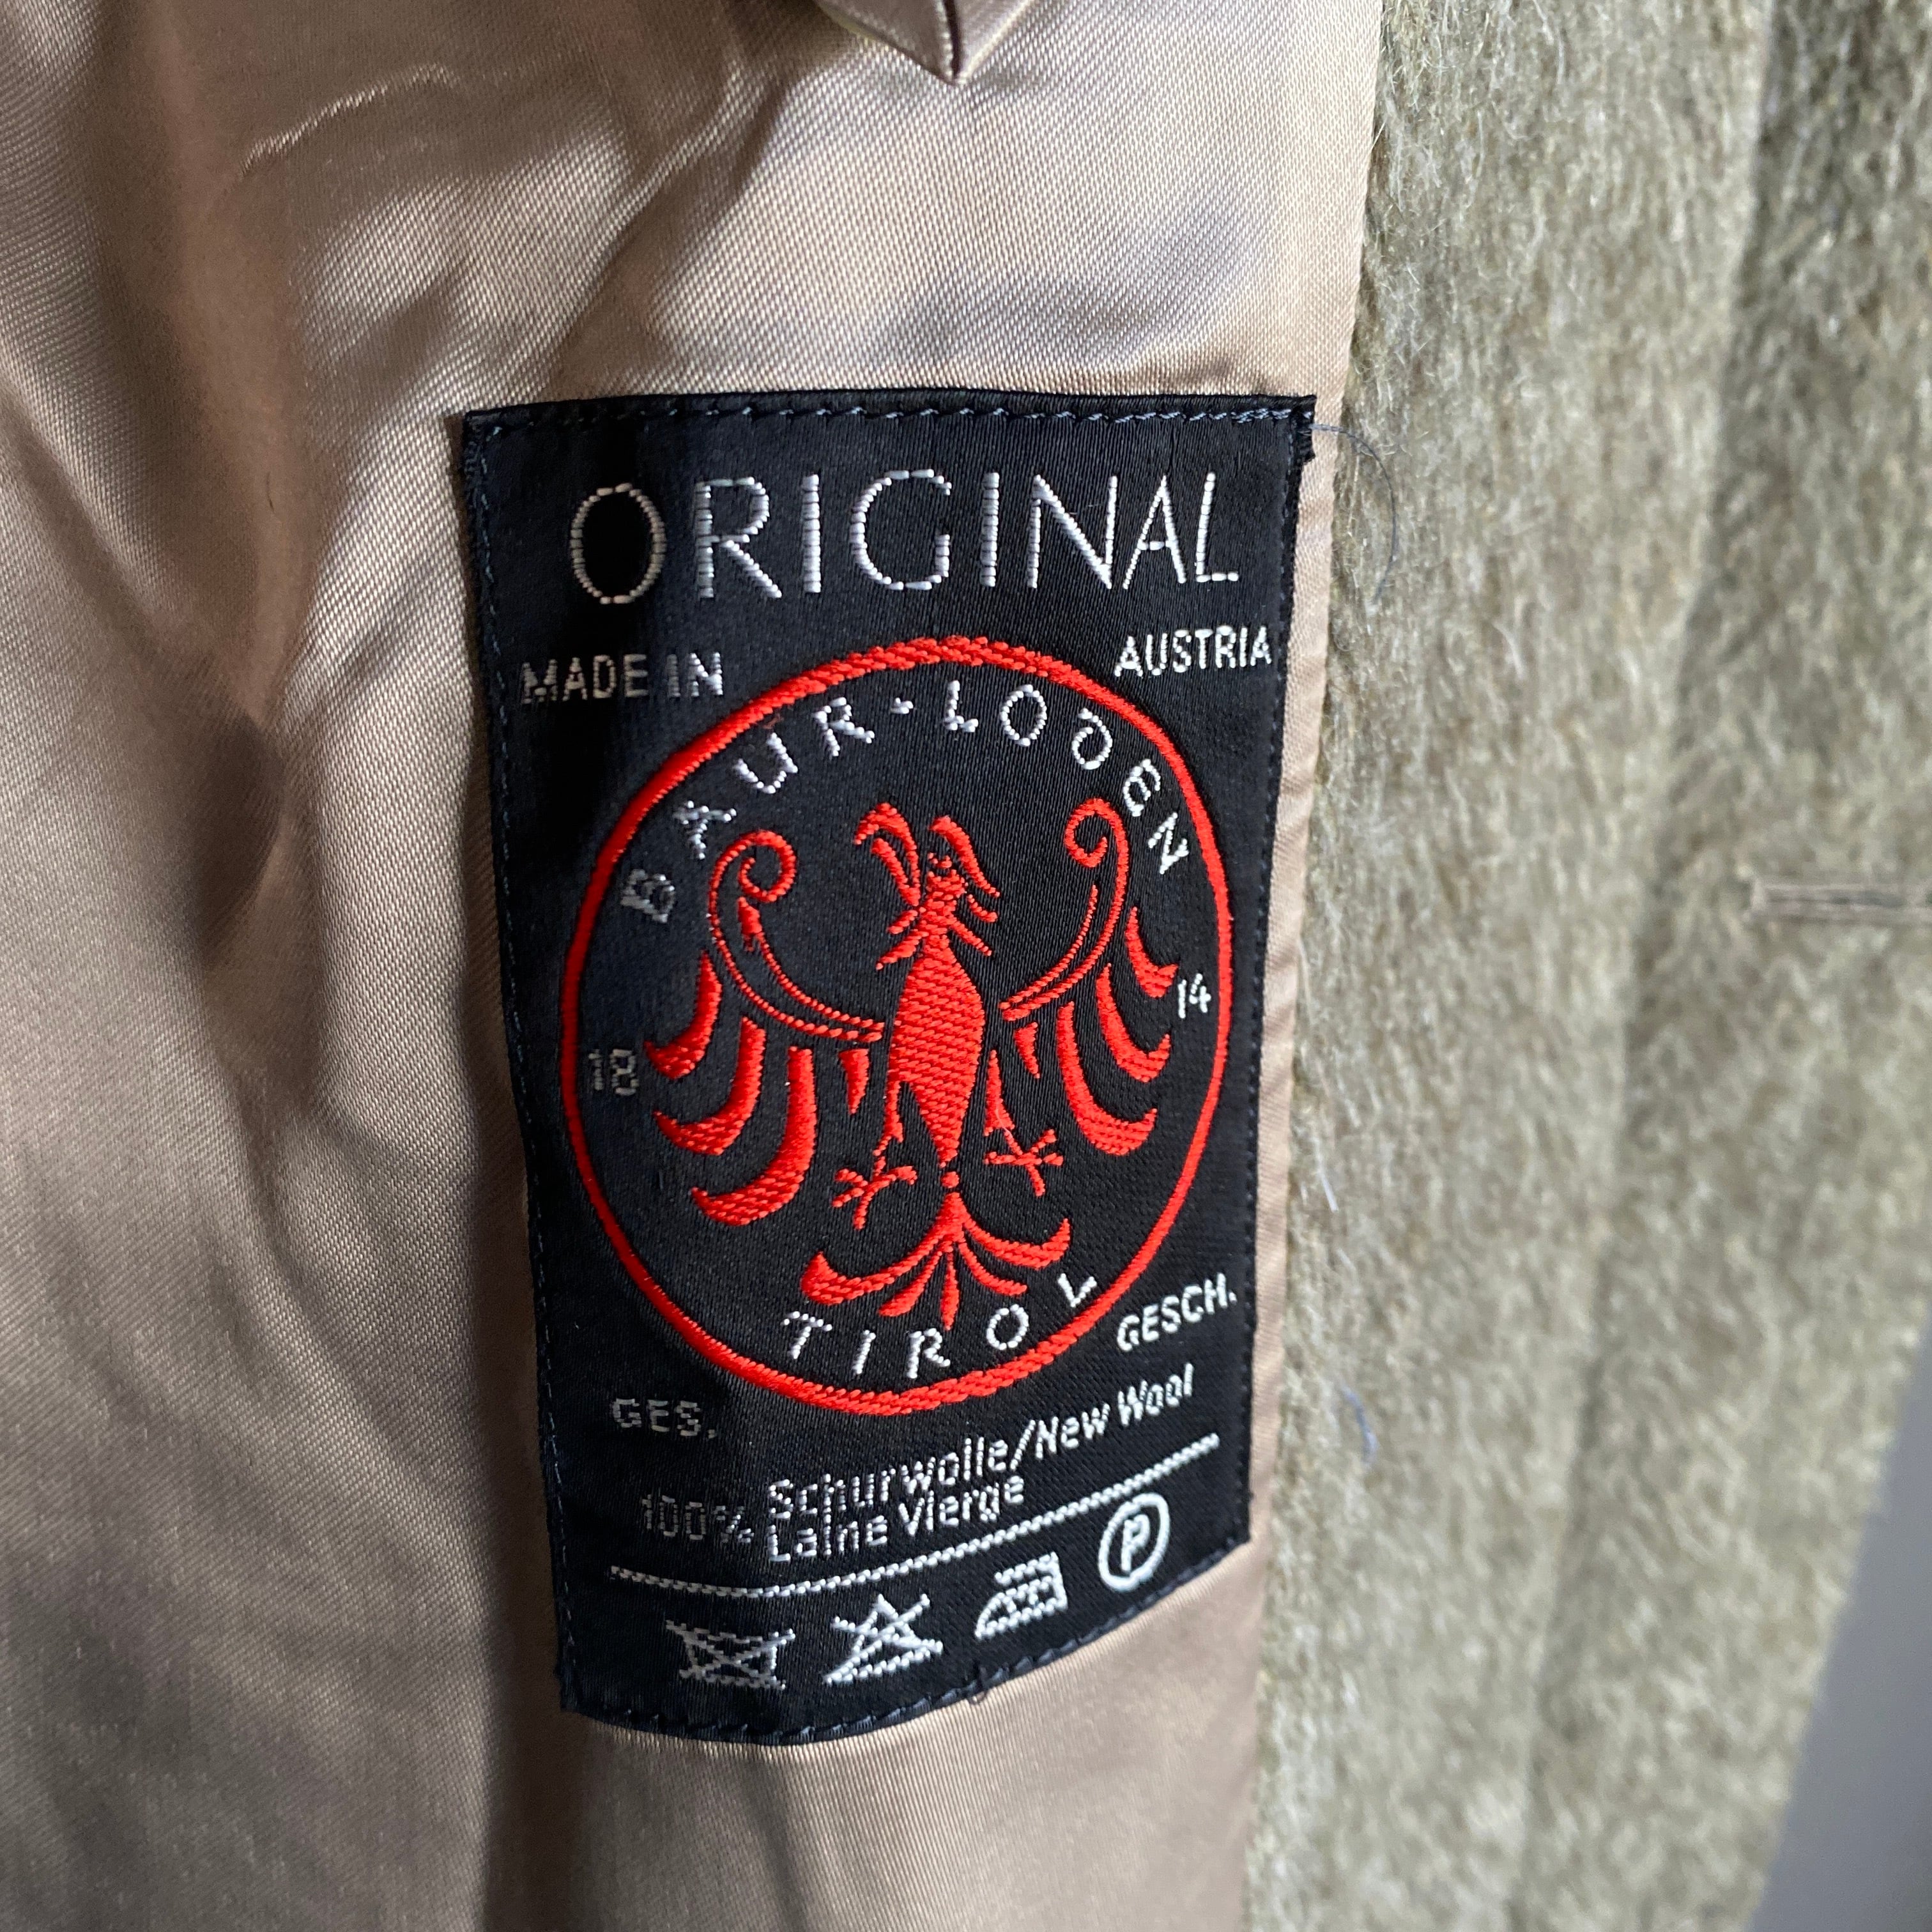 ORIGINAL
MADE IN AUSTRIA
BAUR·LODEN
18 14
TIROL
GES. GESCH.
100% Schurwolle/New Wool
Laine Vierge
P